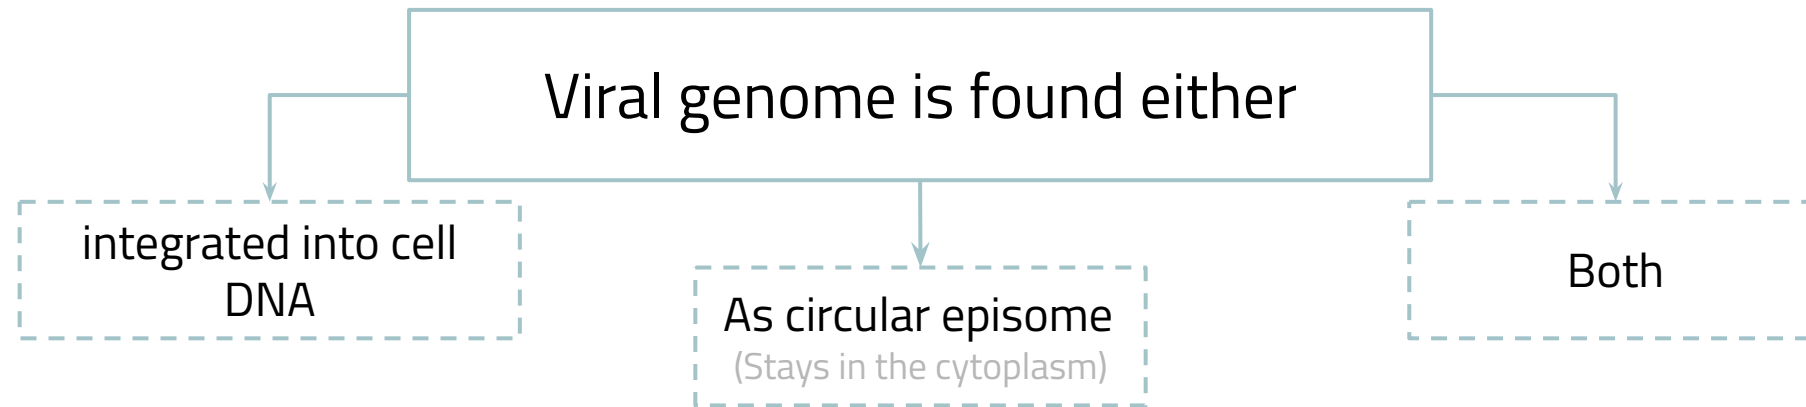 Viral genome is found either
integrated into cell
DNA
As circular episome
(Stays in the cytoplasm)
Both